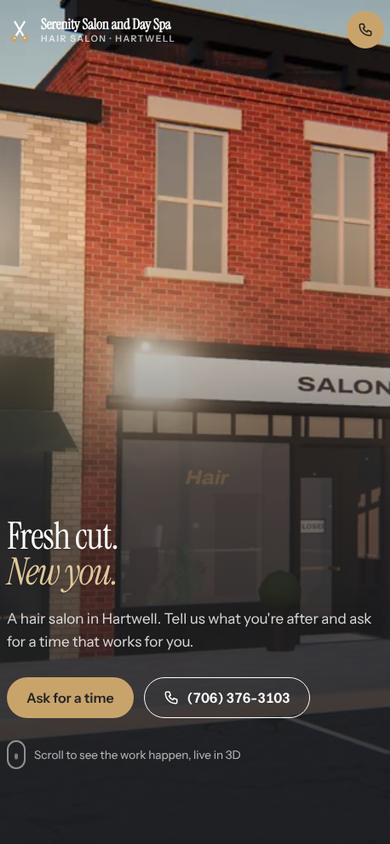 Serenity Salon and Day Spa
HAIR SALON · HARTWELL
SALON
Hair
Fresh cut.
New you.
A hair salon in Hartwell. Tell us what you're after and ask
for a time that works for you.
Ask for a time
(706) 376-3103
Scroll to see the work happen, live in 3D